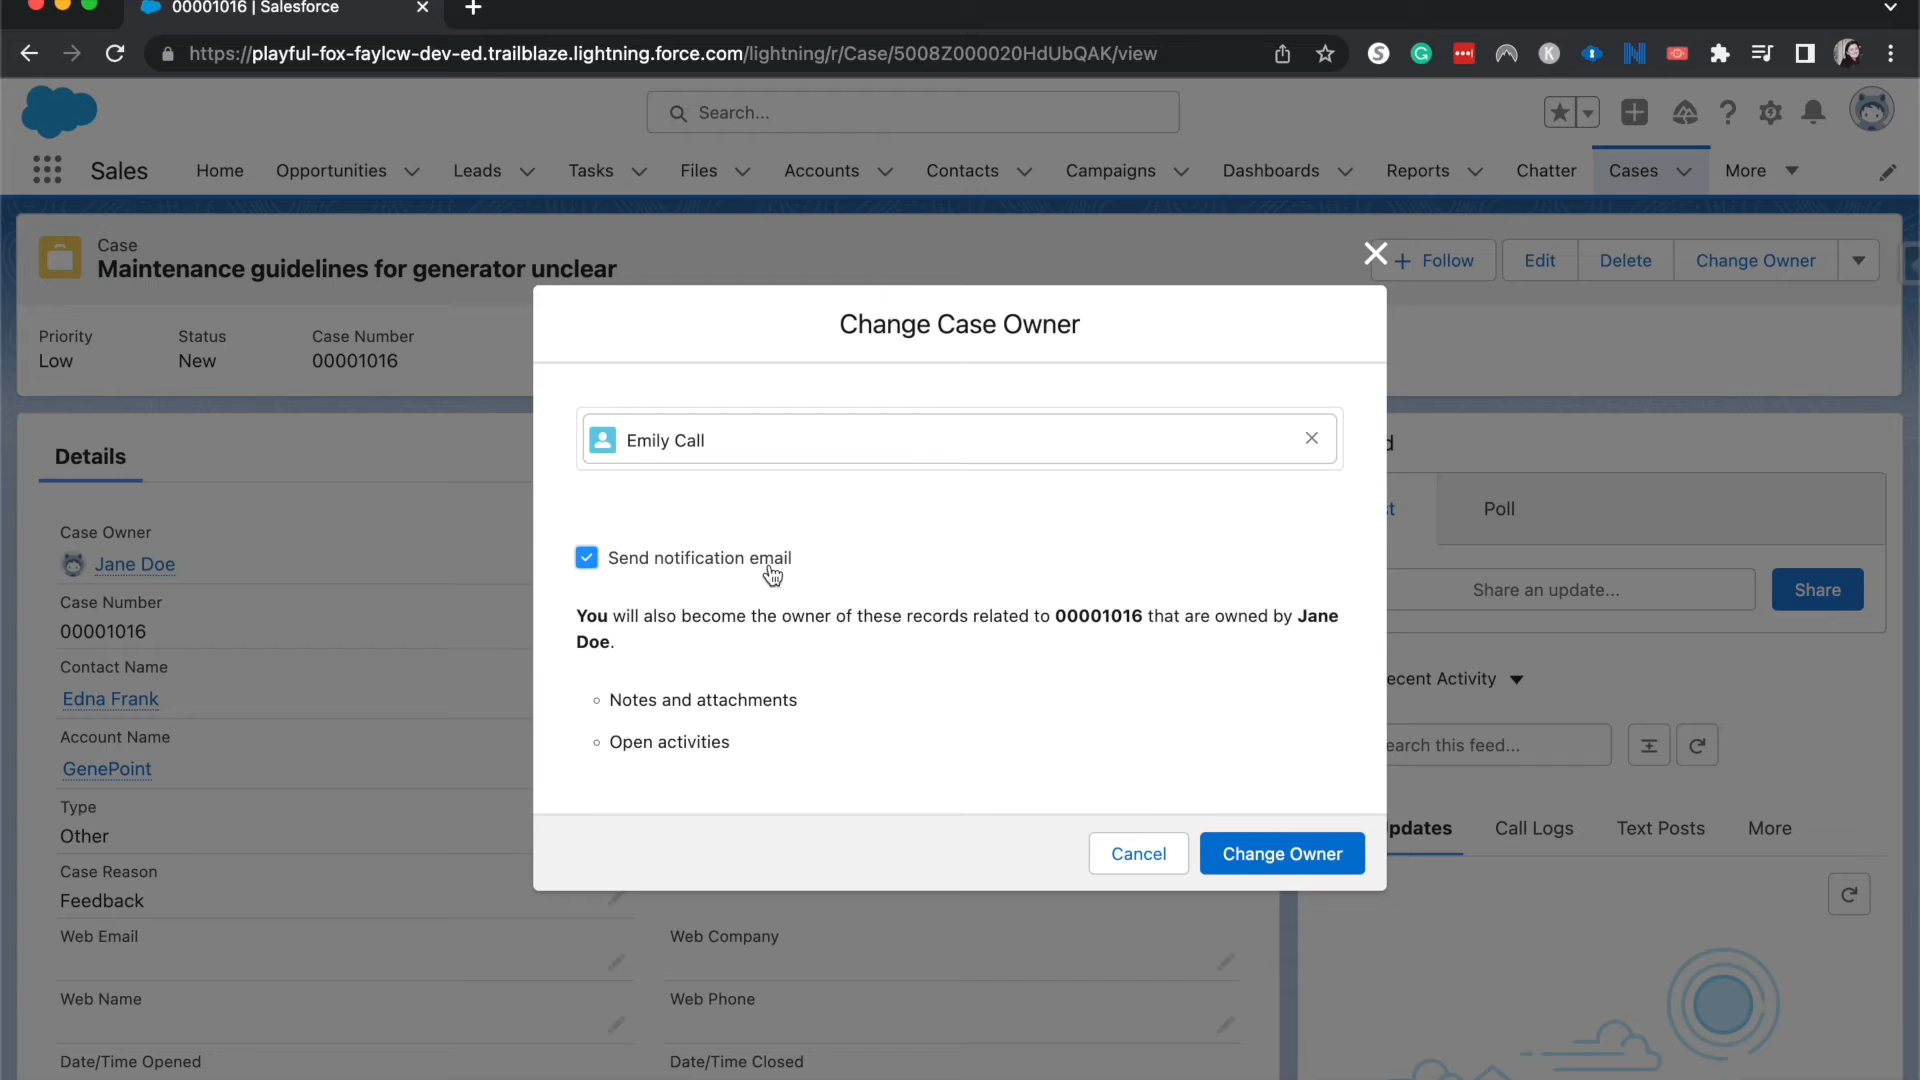 00001016 | Salesforce
https://playful-fox-faylcw-dev-ed.trailblaze.lightning.force.com/lightning/r/Case/5008Z000020HdUbQAK/view
Search...
Sales
Home
Opportunities
Leads
Tasks
Files
Accounts
Contacts
Campaigns
Dashboards
Reports
Chatter
Cases
More
Case
Maintenance guidelines for generator unclear
Follow
Edit
Delete
Change Owner
Priority
Low
Status
New
Case Number
00001016
Change Case Owner
Emily Call
Send notification email
You will also become the owner of these records related to 00001016 that are owned by Jane
Doe.
Notes and attachments
Open activities
Cancel
Change Owner
Details
Case Owner
Jane Doe
Case Number
00001016
Contact Name
Edna Frank
Account Name
GenePoint
Type
Other
Case Reason
Feedback
Web Email
Web Company
Web Name
Web Phone
Date/Time Opened
Date/Time Closed
Poll
Share an update...
Share
ecent Activity
earch this feed...
pdates
Call Logs
Text Posts
More